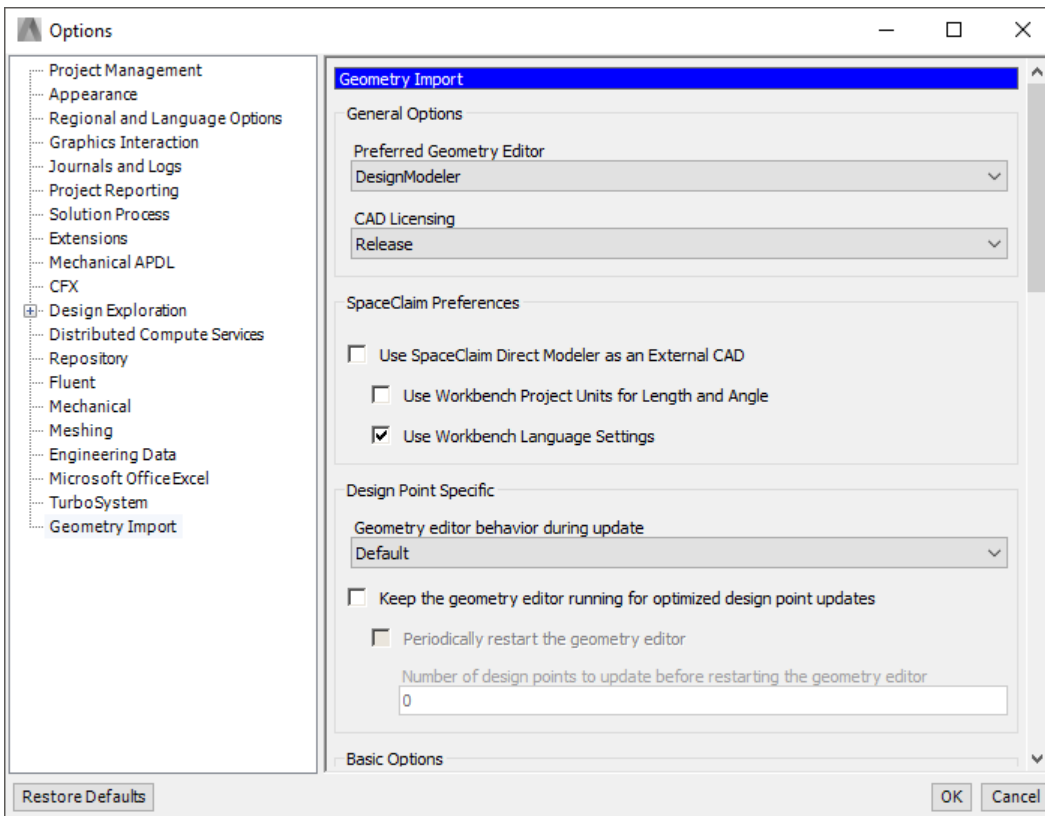 Options
Project Management
Appearance
Regional and Language Options
Graphics Interaction
Journals and Logs
Project Reporting
Solution Process
Extensions
Mechanical APDL
CFX
Design Exploration
Distributed Compute Services
Repository
Fluent
Mechanical
Meshing
Engineering Data
Microsoft Office Excel
TurboSystem
Geometry Import
Geometry Import
General Options
Preferred Geometry Editor
DesignModeler
CAD Licensing
Release
SpaceClaim Preferences
Use SpaceClaim Direct Modeler as an External CAD
Use Workbench Project Units for Length and Angle
Use Workbench Language Settings
Design Point Specific
Geometry editor behavior during update
Default
Keep the geometry editor running for optimized design point updates
Periodically restart the geometry editor
Number of design points to update before restarting the geometry editor
0
Basic Options
Restore Defaults
OK
Cancel